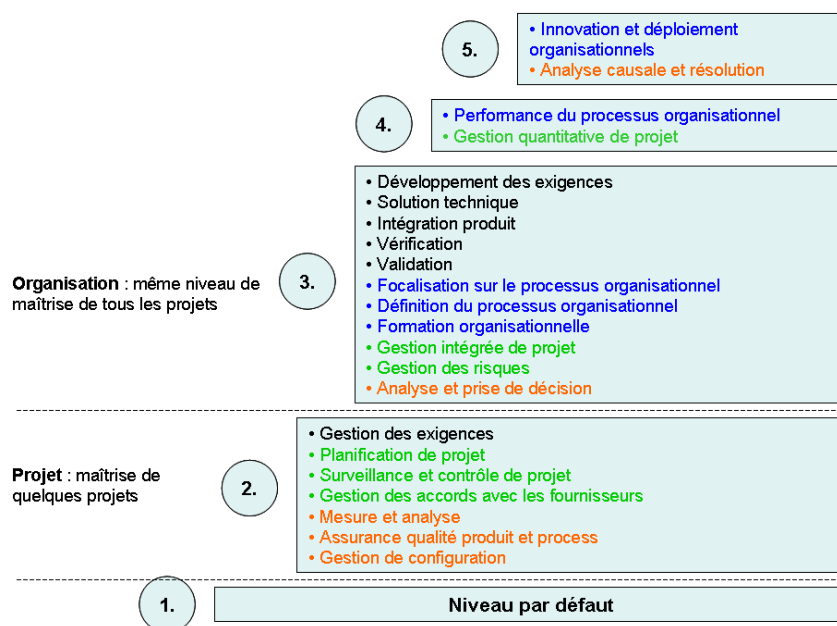 5.
• Innovation et déploiement
organisationnels
• Analyse causale et résolution
4.
• Performance du processus organisationnel
• Gestion quantitative de projet
Organisation : même niveau de
maîtrise de tous les projets
3.
• Développement des exigences
• Solution technique
• Intégration produit
• Vérification
• Validation
• Focalisation sur le processus organisationnel
• Définition du processus organisationnel
• Formation organisationnelle
• Gestion intégrée de projet
• Gestion des risques
• Analyse et prise de décision
Projet : maîtrise de
quelques projets
2.
• Gestion des exigences
• Planification de projet
• Surveillance et contrôle de projet
• Gestion des accords avec les fournisseurs
• Mesure et analyse
• Assurance qualité produit et process
• Gestion de configuration
1.
Niveau par défaut